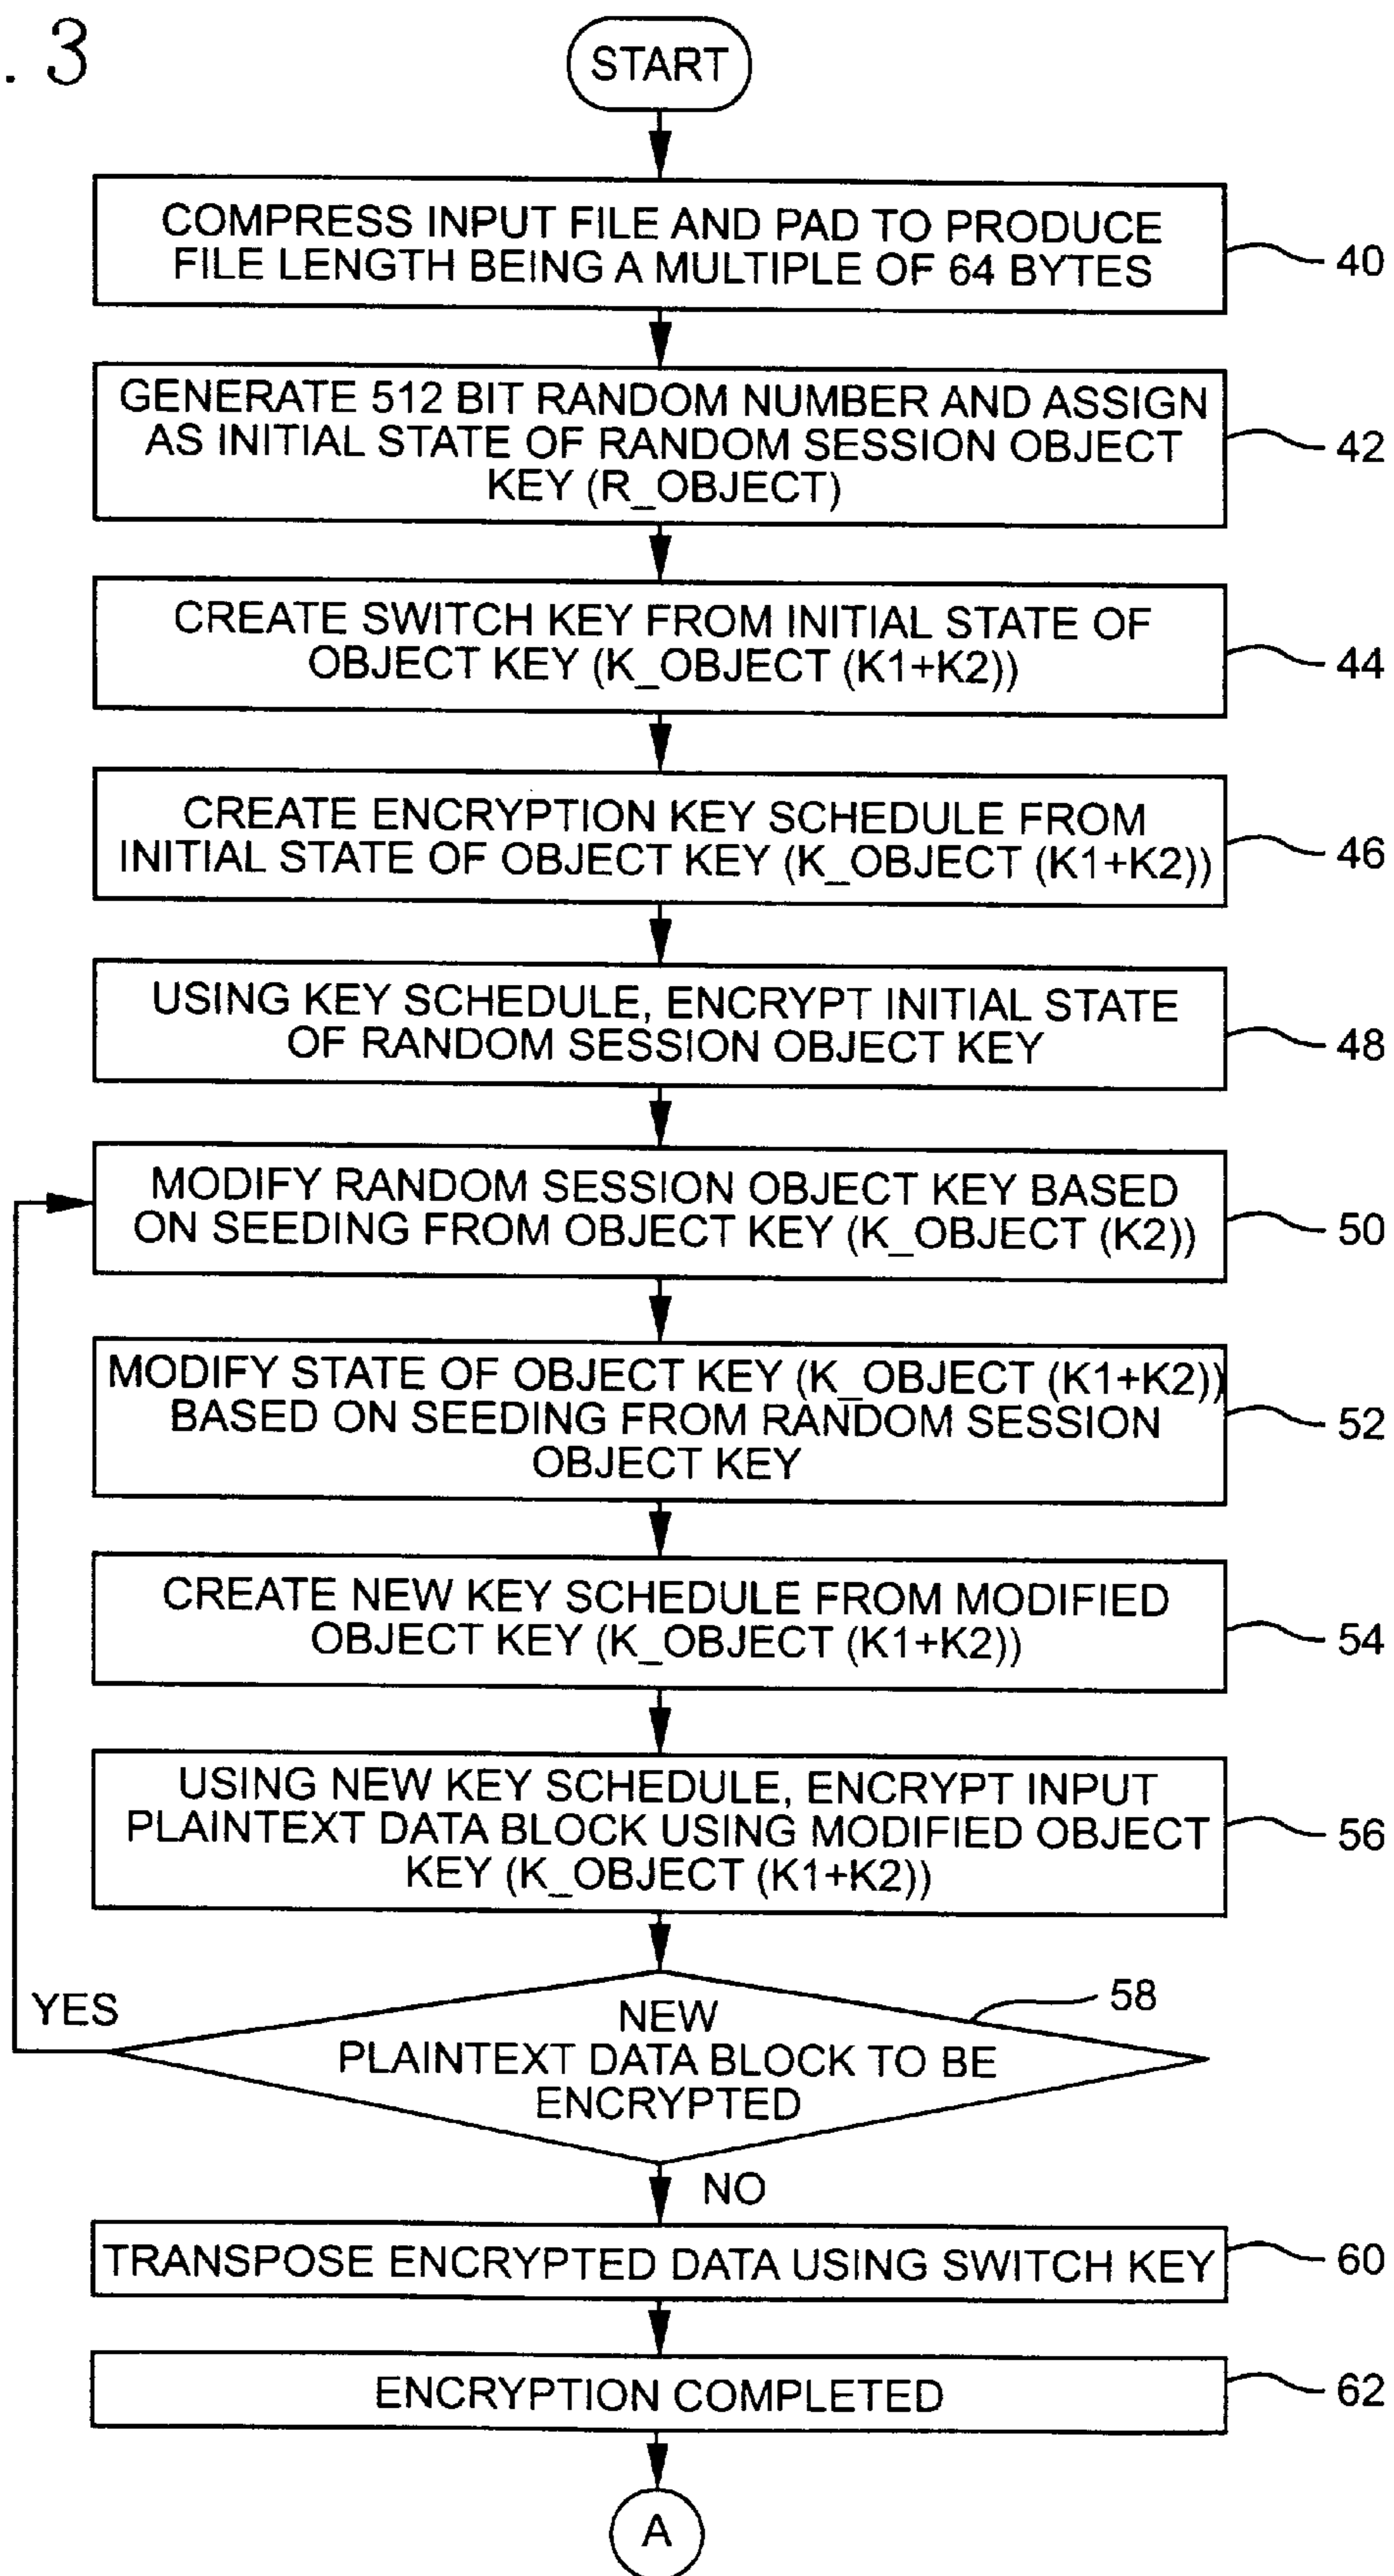 . 3
START
COMPRESS INPUT FILE AND PAD TO PRODUCE
FILE LENGTH BEING A MULTIPLE OF 64 BYTES
40
GENERATE 512 BIT RANDOM NUMBER AND ASSIGN
AS INITIAL STATE OF RANDOM SESSION OBJECT
KEY (R_OBJECT)
42
CREATE SWITCH KEY FROM INITIAL STATE OF
OBJECT KEY (K_OBJECT (K1+K2))
44
CREATE ENCRYPTION KEY SCHEDULE FROM
INITIAL STATE OF OBJECT KEY (K_OBJECT (K1+K2))
46
USING KEY SCHEDULE, ENCRYPT INITIAL STATE
OF RANDOM SESSION OBJECT KEY
48
MODIFY RANDOM SESSION OBJECT KEY BASED
ON SEEDING FROM OBJECT KEY (K_OBJECT (K2))
50
MODIFY STATE OF OBJECT KEY (K_OBJECT (K1+K2))
BASED ON SEEDING FROM RANDOM SESSION
OBJECT KEY
52
CREATE NEW KEY SCHEDULE FROM MODIFIED
OBJECT KEY (K_OBJECT (K1+K2))
54
USING NEW KEY SCHEDULE, ENCRYPT INPUT
PLAINTEXT DATA BLOCK USING MODIFIED OBJECT
KEY (K_OBJECT (K1+K2))
56
YES
58
NEW
PLAINTEXT DATA BLOCK TO BE
ENCRYPTED
NO
TRANSPOSE ENCRYPTED DATA USING SWITCH KEY
60
ENCRYPTION COMPLETED
62
A